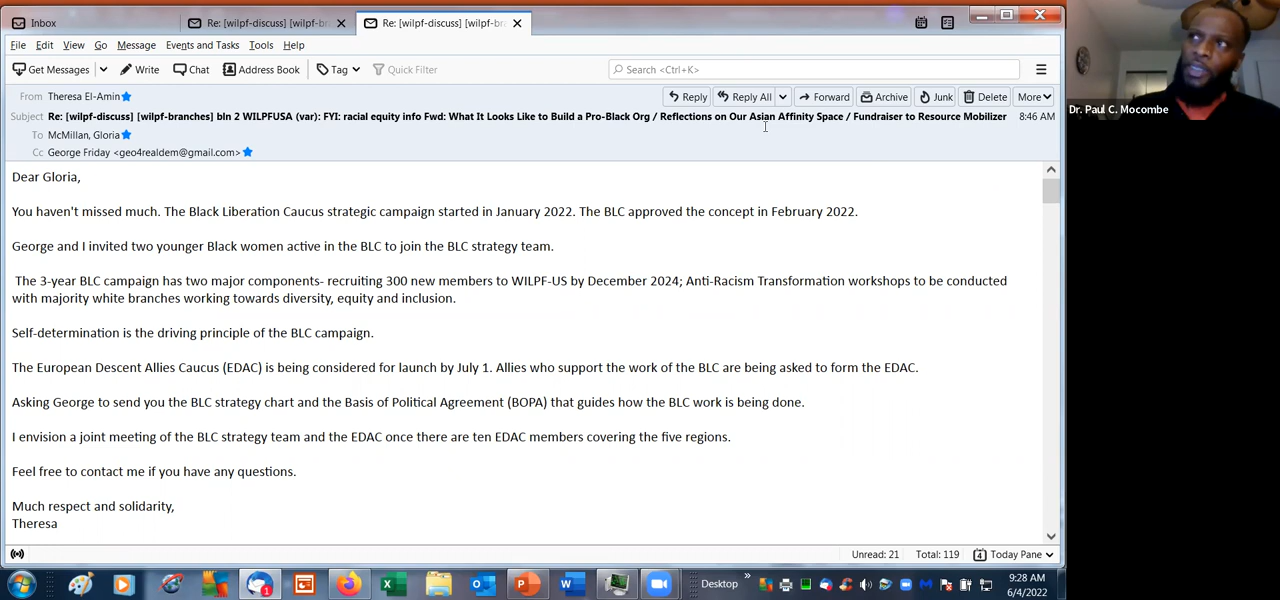 Inbox
Re: [wilpf-discuss] [wilpf-br
Re: [wilpf-discuss] [wilpf-br
File Edit View Go Message Events and Tasks Tools Help
Get Messages Write Chat Address Book Tag Quick Filter Search <Ctrl+K>
From Theresa El-Amin Reply Reply All Forward Archive Junk Delete More
Subject Re: [wilpf-discuss] [wilpf-branches] bln 2 WILPFUSA (var): FYI: racial equity info Fwd: What It Looks Like to Build a Pro-Black Org / Reflections on Our Asian Affinity Space / Fundraiser to Resource Mobilizer 8:46 AM
To McMillan, Gloria
Cc George Friday <geo4realdem@gmail.com>
Dear Gloria,
You haven't missed much. The Black Liberation Caucus strategic campaign started in January 2022. The BLC approved the concept in February 2022.
George and I invited two younger Black women active in the BLC to join the BLC strategy team.
The 3-year BLC campaign has two major components- recruiting 300 new members to WILPF-US by December 2024; Anti-Racism Transformation workshops to be conducted
with majority white branches working towards diversity, equity and inclusion.
Self-determination is the driving principle of the BLC campaign.
The European Descent Allies Caucus (EDAC) is being considered for launch by July 1. Allies who support the work of the BLC are being asked to form the EDAC.
Asking George to send you the BLC strategy chart and the Basis of Political Agreement (BOPA) that guides how the BLC work is being done.
I envision a joint meeting of the BLC strategy team and the EDAC once there are ten EDAC members covering the five regions.
Feel free to contact me if you have any questions.
Much respect and solidarity,
Theresa
Unread: 21 Total: 119 4 Today Pane
Desktop »
9:28 AM
6/4/2022
Dr. Paul C. Mocombe